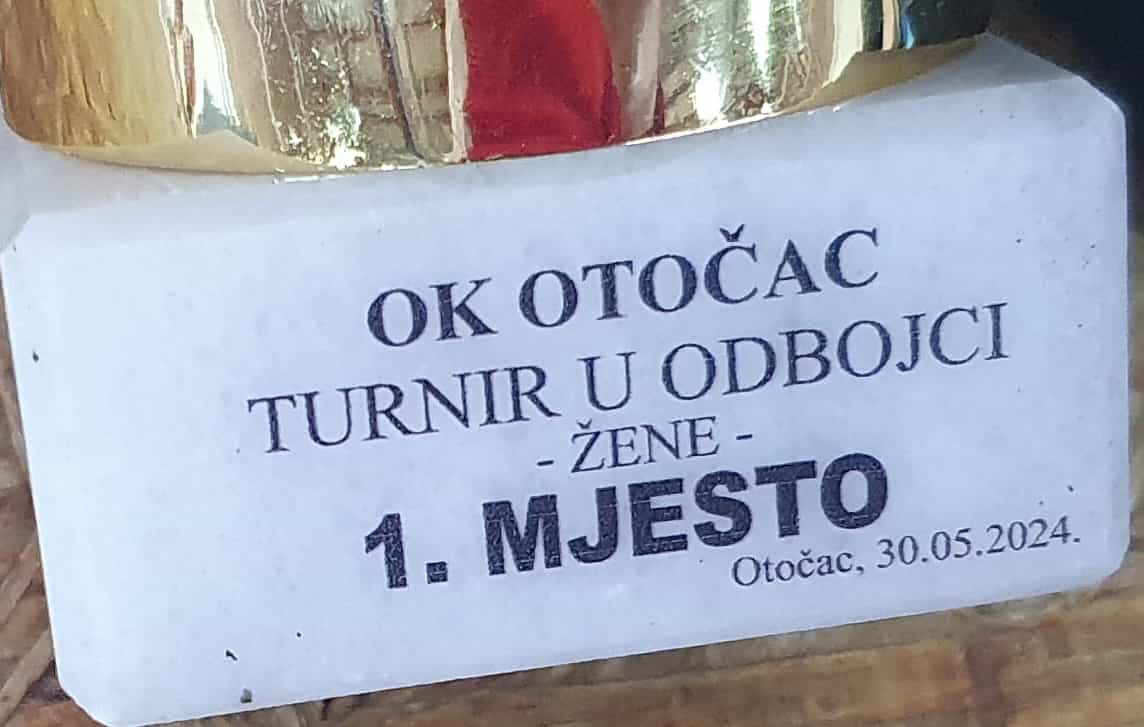 OK OTOČAC
TURNIR U ODBOJCI
- ŽENE -
1. MJESTO
Otočac, 30.05.2024.